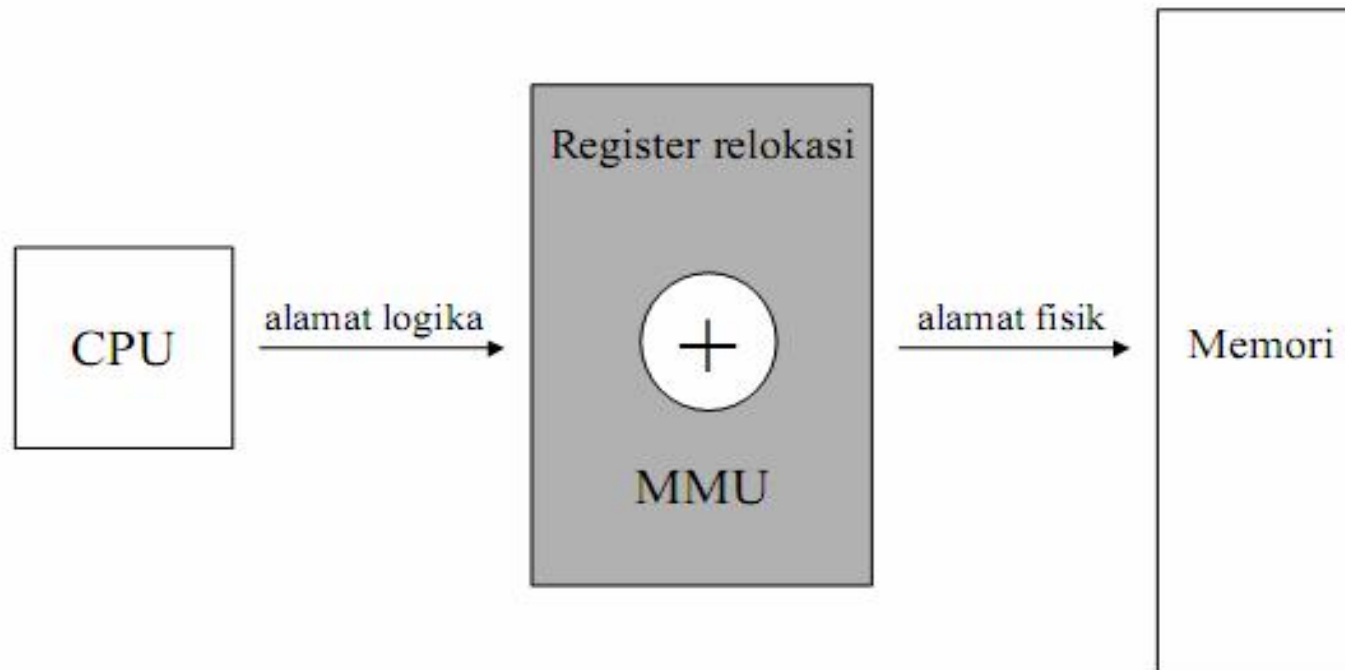 Register relokasi
CPU
alamat logika
+
MMU
alamat fisik
Memori